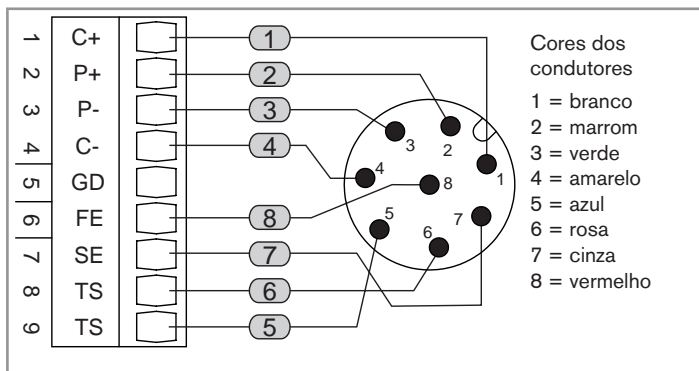 1 C+ 1
2 P+ 2
3 P- 3
4 C- 4
5 GD
6 FE 8
7 SE 7
8 TS 6
9 TS 5
3 2
4 8 1
5 6 7
Cores dos
condutores
1 = branco
2 = marrom
3 = verde
4 = amarelo
5 = azul
6 = rosa
7 = cinza
8 = vermelho